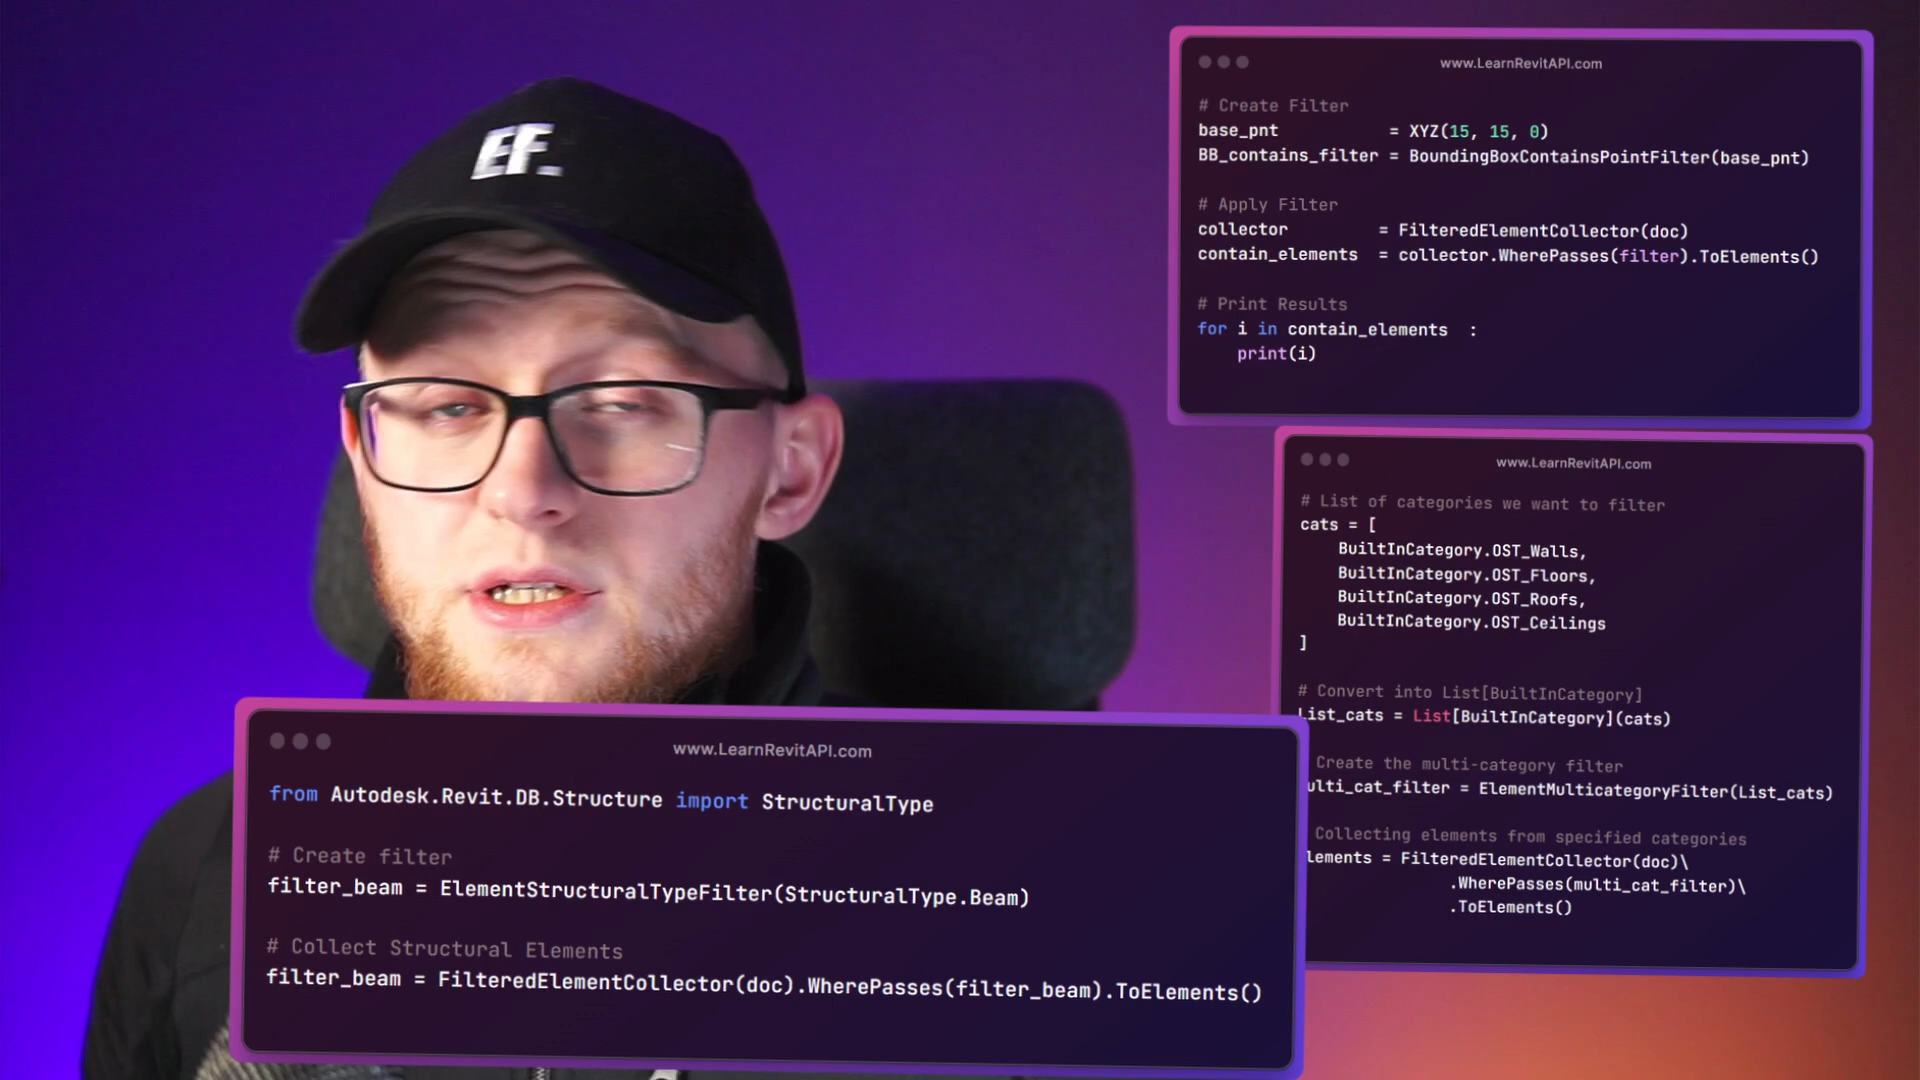 EF.
www.LearnRevitAPI.com
# Create Filter
base_pnt = XYZ(15, 15, 0)
BB_contains_filter = BoundingBoxContainsPointFilter(base_pnt)
# Apply Filter
collector = FilteredElementCollector(doc)
contain_elements = collector.WherePasses(filter).ToElements()
# Print Results
for i in contain_elements :
print(i)
www.LearnRevitAPI.com
# List of categories we want to filter
cats = [
BuiltInCategory.OST_Walls,
BuiltInCategory.OST_Floors,
BuiltInCategory.OST_Roofs,
BuiltInCategory.OST_Ceilings
]
# Convert into List[BuiltInCategory]
List_cats = List[BuiltInCategory](cats)
Create the multi-category filter
ulti_cat_filter = ElementMulticategoryFilter(List_cats)
Collecting elements from specified categories
lements = FilteredElementCollector(doc)\
.WherePasses(multi_cat_filter)\
.ToElements()
www.LearnRevitAPI.com
from Autodesk.Revit.DB.Structure import StructuralType
# Create filter
filter_beam = ElementStructuralTypeFilter(StructuralType.Beam)
# Collect Structural Elements
filter_beam = FilteredElementCollector(doc).WherePasses(filter_beam).ToElements()